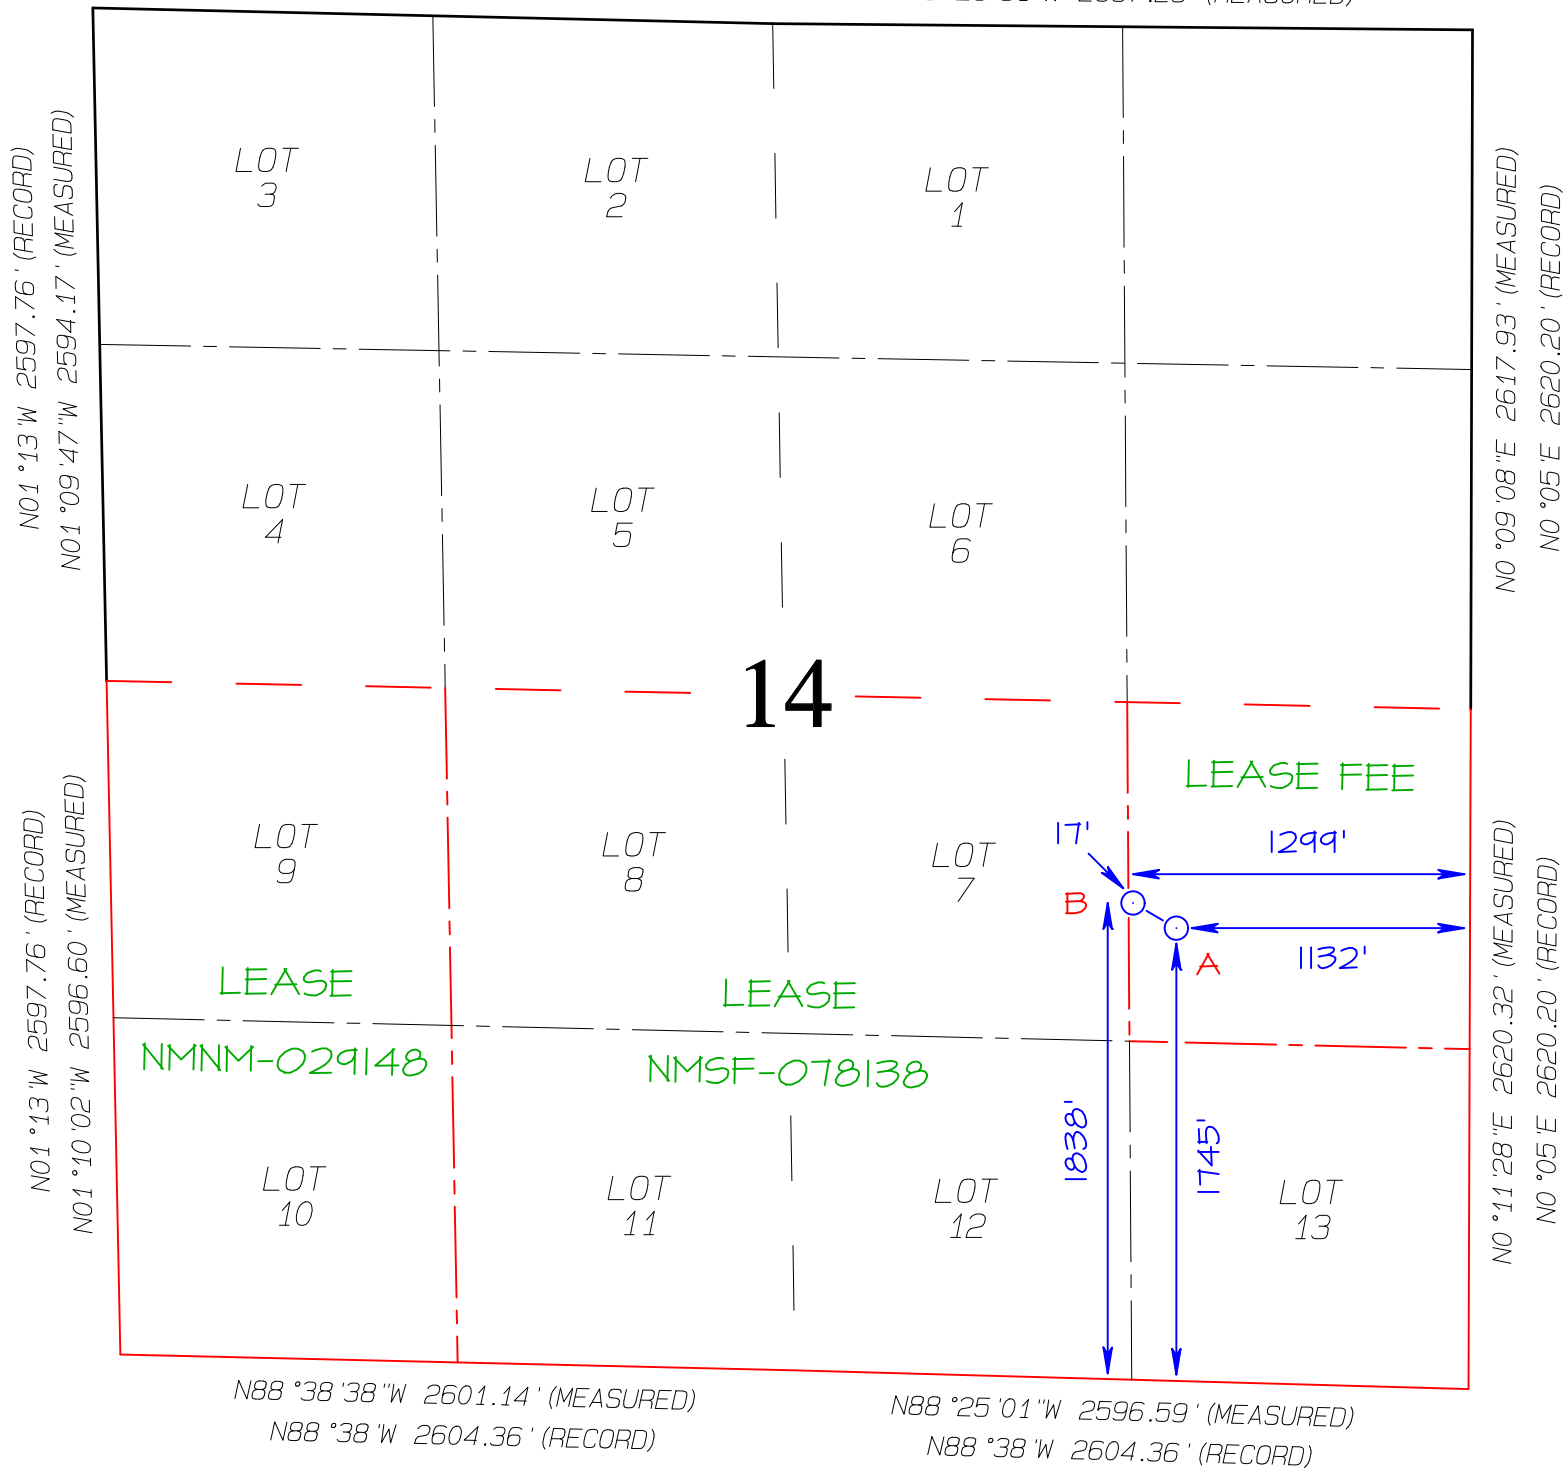 LOT
3
LOT
2
LOT
1
N01°13'W 2597.76' (RECORD)
N01°09'47"W 2594.17' (MEASURED)
N0°09'08"E 2617.93' (MEASURED)
N0°05'E 2620.20' (RECORD)
LOT
4
LOT
5
LOT
6
14
LEASE FEE
LOT
9
LOT
8
LOT
7
17'
1299'
B
A
1132'
LEASE
NMNM-029148
LEASE
NMSF-078138
N01°13'W 2597.76' (RECORD)
N01°10'02"W 2596.60' (MEASURED)
N0°11'28"E 2620.32' (MEASURED)
N0°05'E 2620.20' (RECORD)
1838'
1745'
LOT
10
LOT
11
LOT
12
LOT
13
N88°38'38"W 2601.14' (MEASURED)
N88°38'W 2604.36' (RECORD)
N88°25'01"W 2596.59' (MEASURED)
N88°38'W 2604.36' (RECORD)